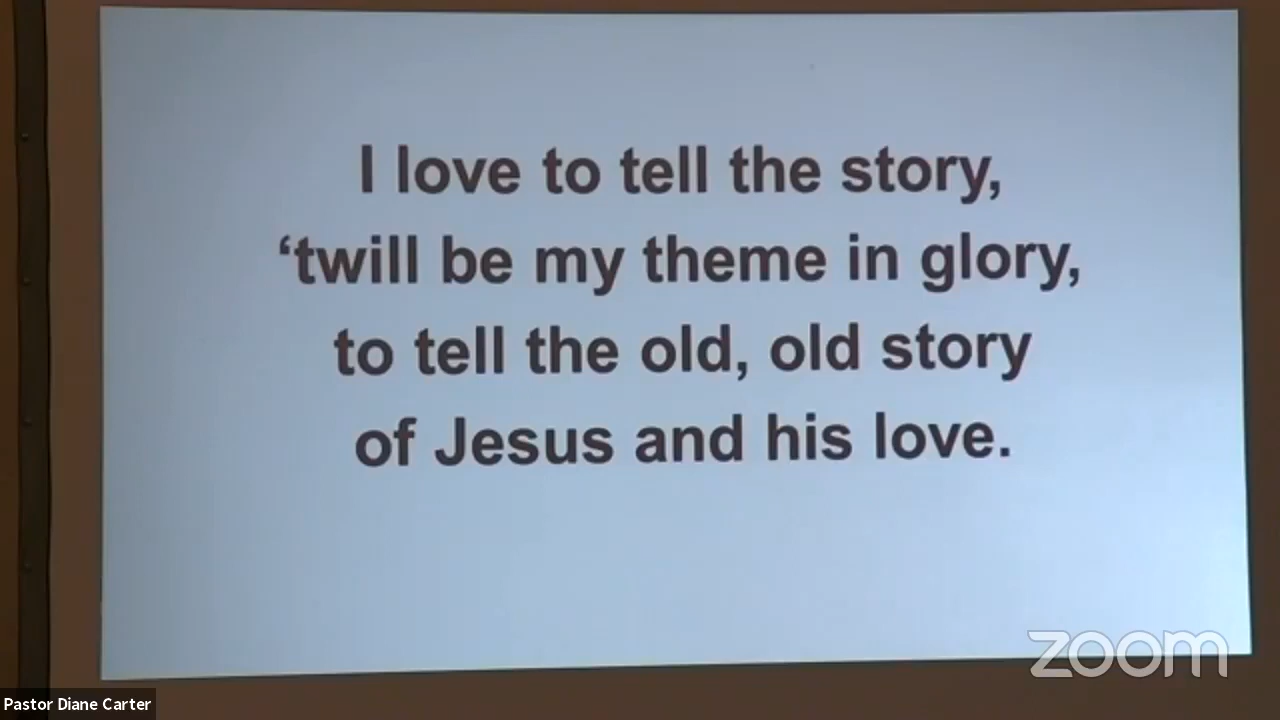 I love to tell the story,
‘twill be my theme in glory,
to tell the old, old story
of Jesus and his love.
zoom
Pastor Diane Carter